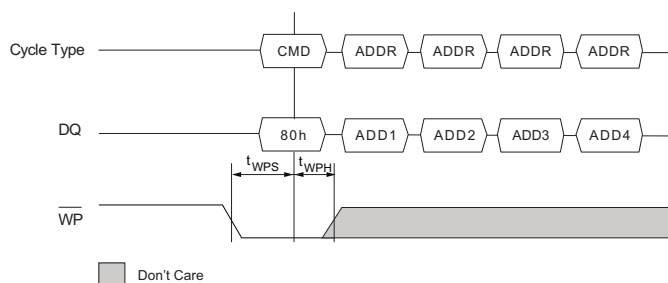 Cycle Type CMD ADDR ADDR ADDR ADDR
DQ 80h ADD1 ADD2 ADD3 ADD4
tWPS tWPH
WP
Don't Care